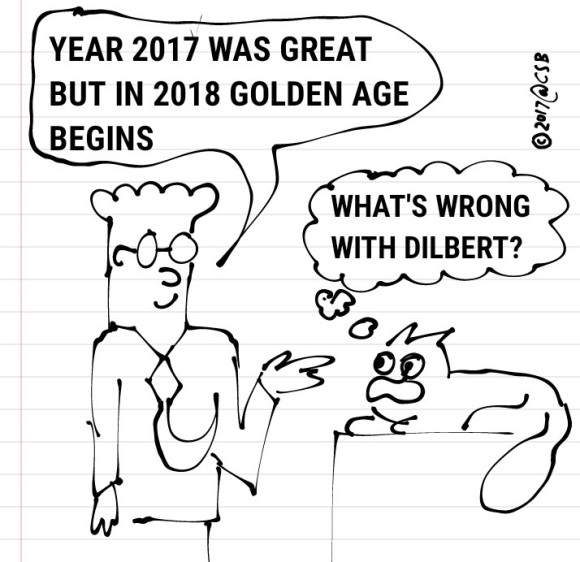 YEAR 2017 WAS GREAT
BUT IN 2018 GOLDEN AGE
BEGINS
WHAT'S WRONG
WITH DILBERT?
©2017@CSB